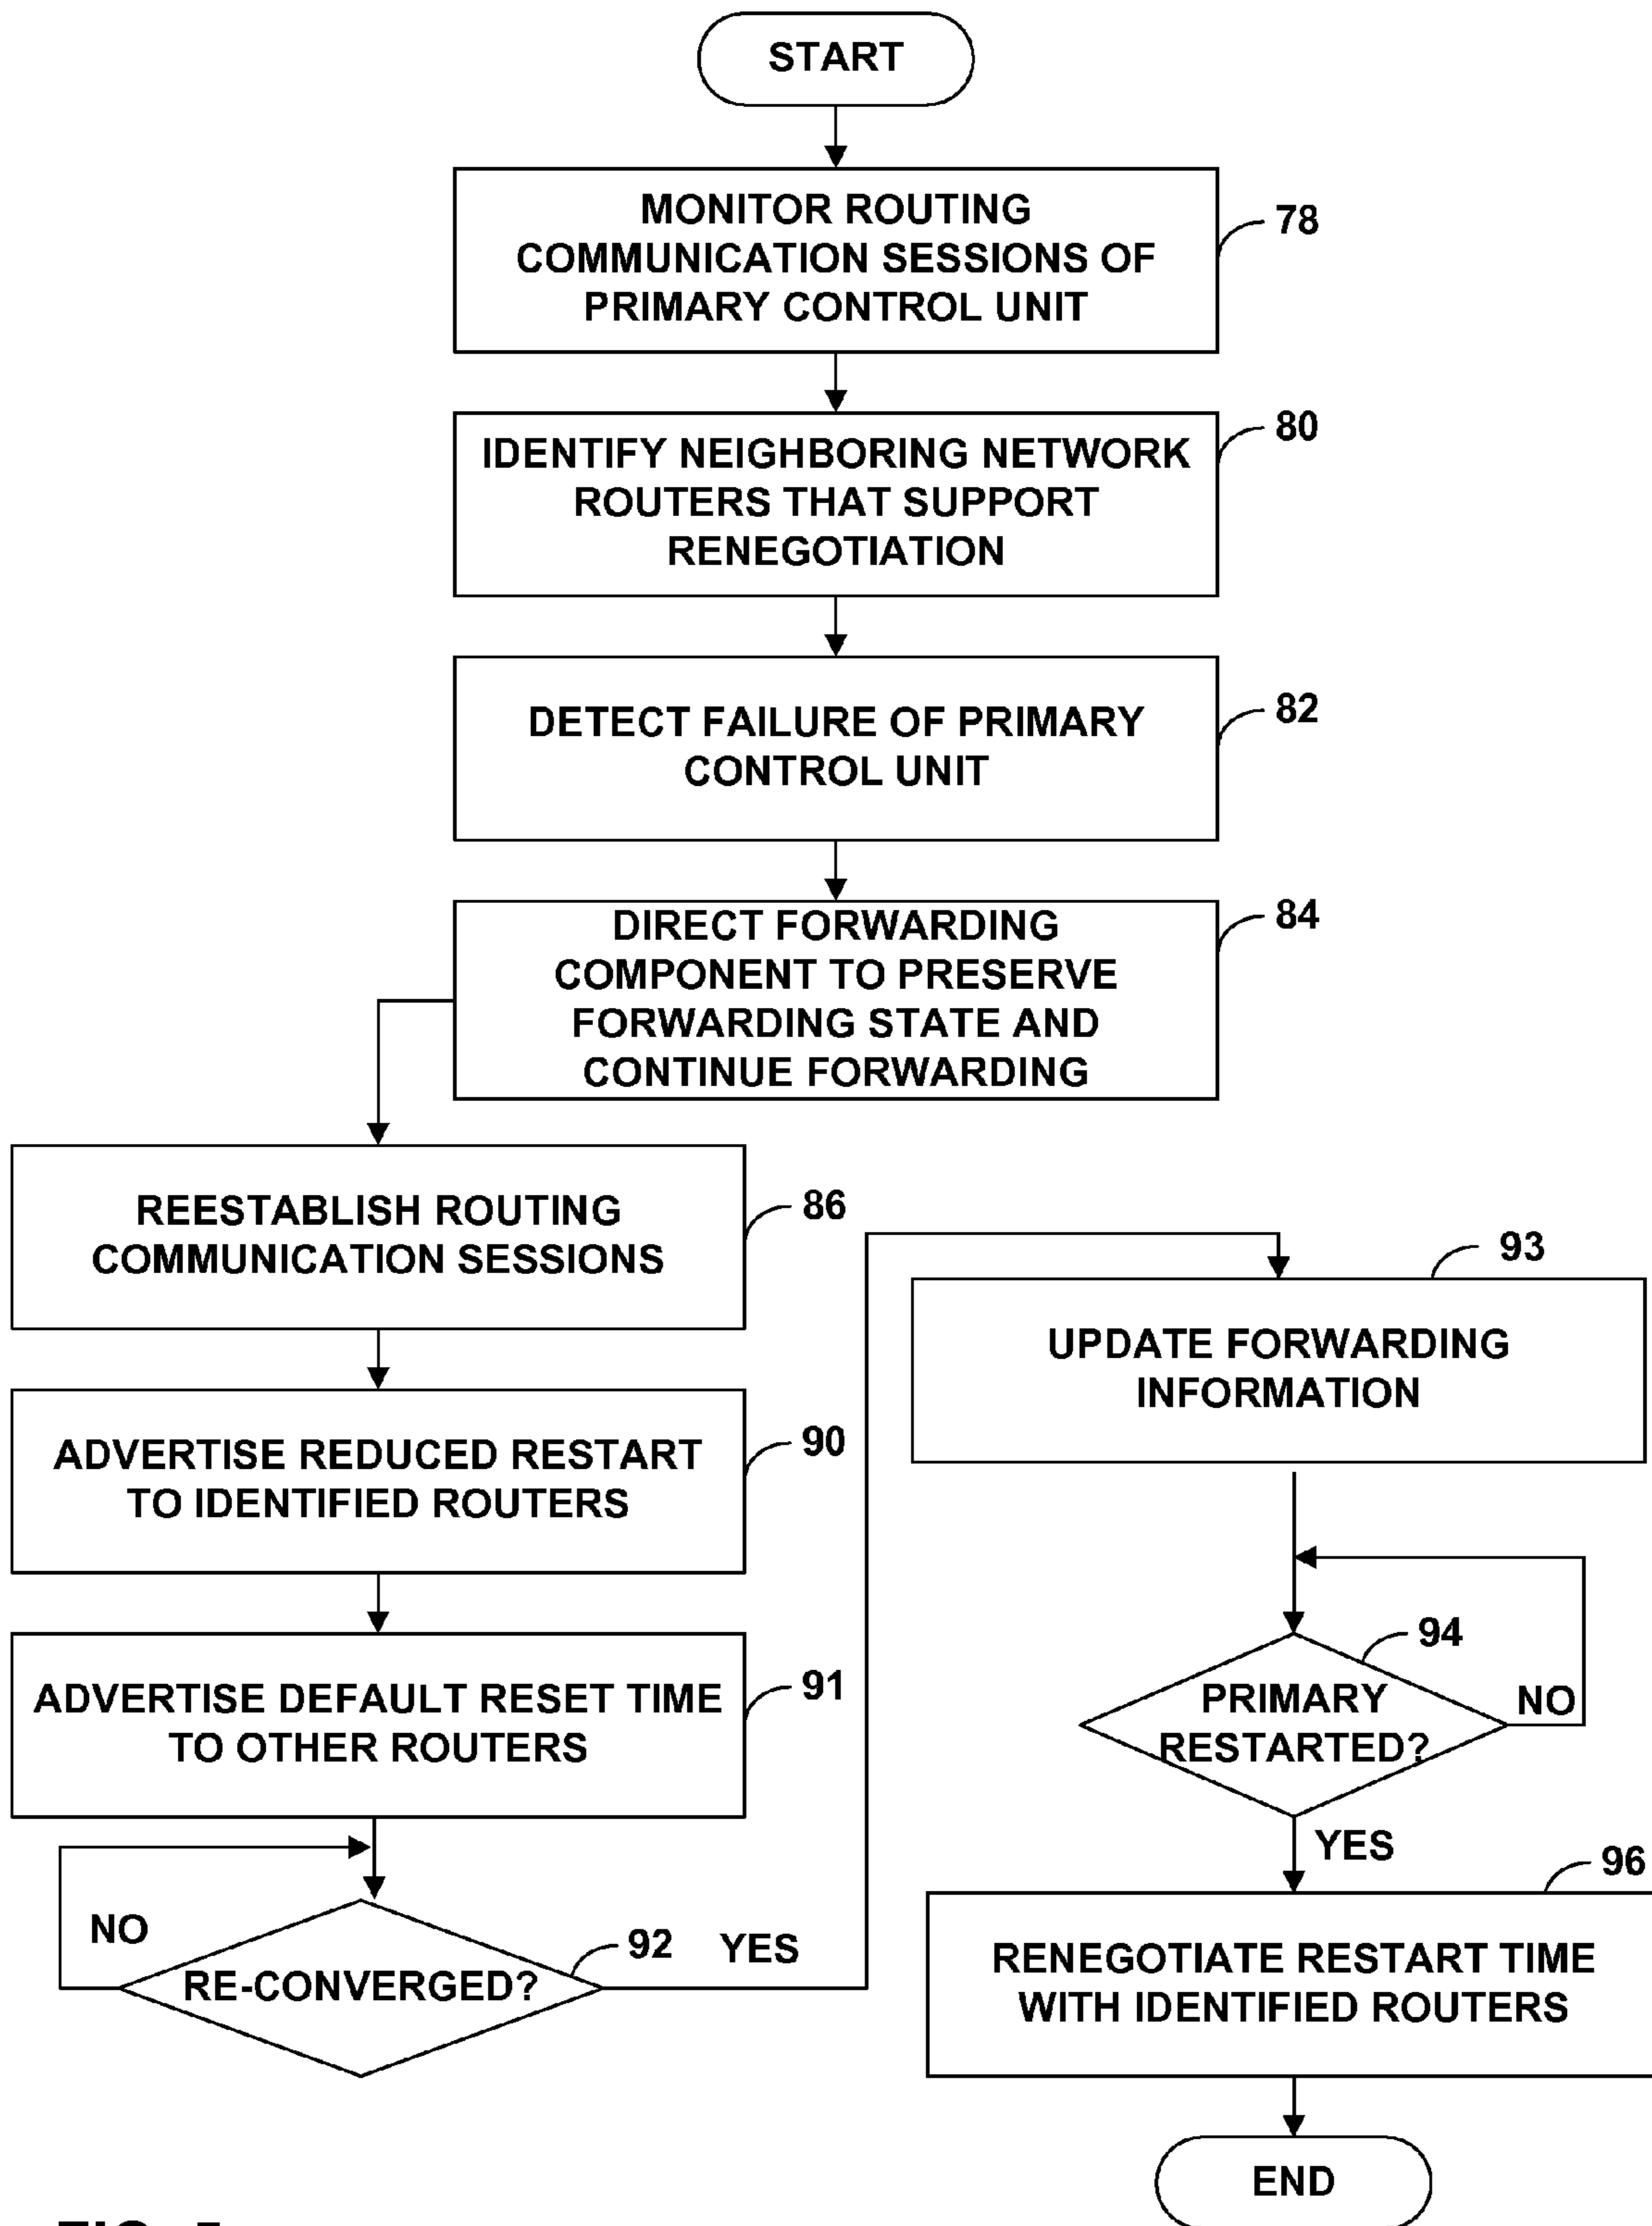 START
MONITOR ROUTING
COMMUNICATION SESSIONS OF
PRIMARY CONTROL UNIT
78
IDENTIFY NEIGHBORING NETWORK
ROUTERS THAT SUPPORT
RENEGOTIATION
80
DETECT FAILURE OF PRIMARY
CONTROL UNIT
82
DIRECT FORWARDING
COMPONENT TO PRESERVE
FORWARDING STATE AND
CONTINUE FORWARDING
84
REESTABLISH ROUTING
COMMUNICATION SESSIONS
86
ADVERTISE REDUCED RESTART
TO IDENTIFIED ROUTERS
90
ADVERTISE DEFAULT RESET TIME
TO OTHER ROUTERS
91
RE-CONVERGED?
92
NO
YES
UPDATE FORWARDING
INFORMATION
93
PRIMARY
RESTARTED?
94
NO
YES
RENEGOTIATE RESTART TIME
WITH IDENTIFIED ROUTERS
96
END